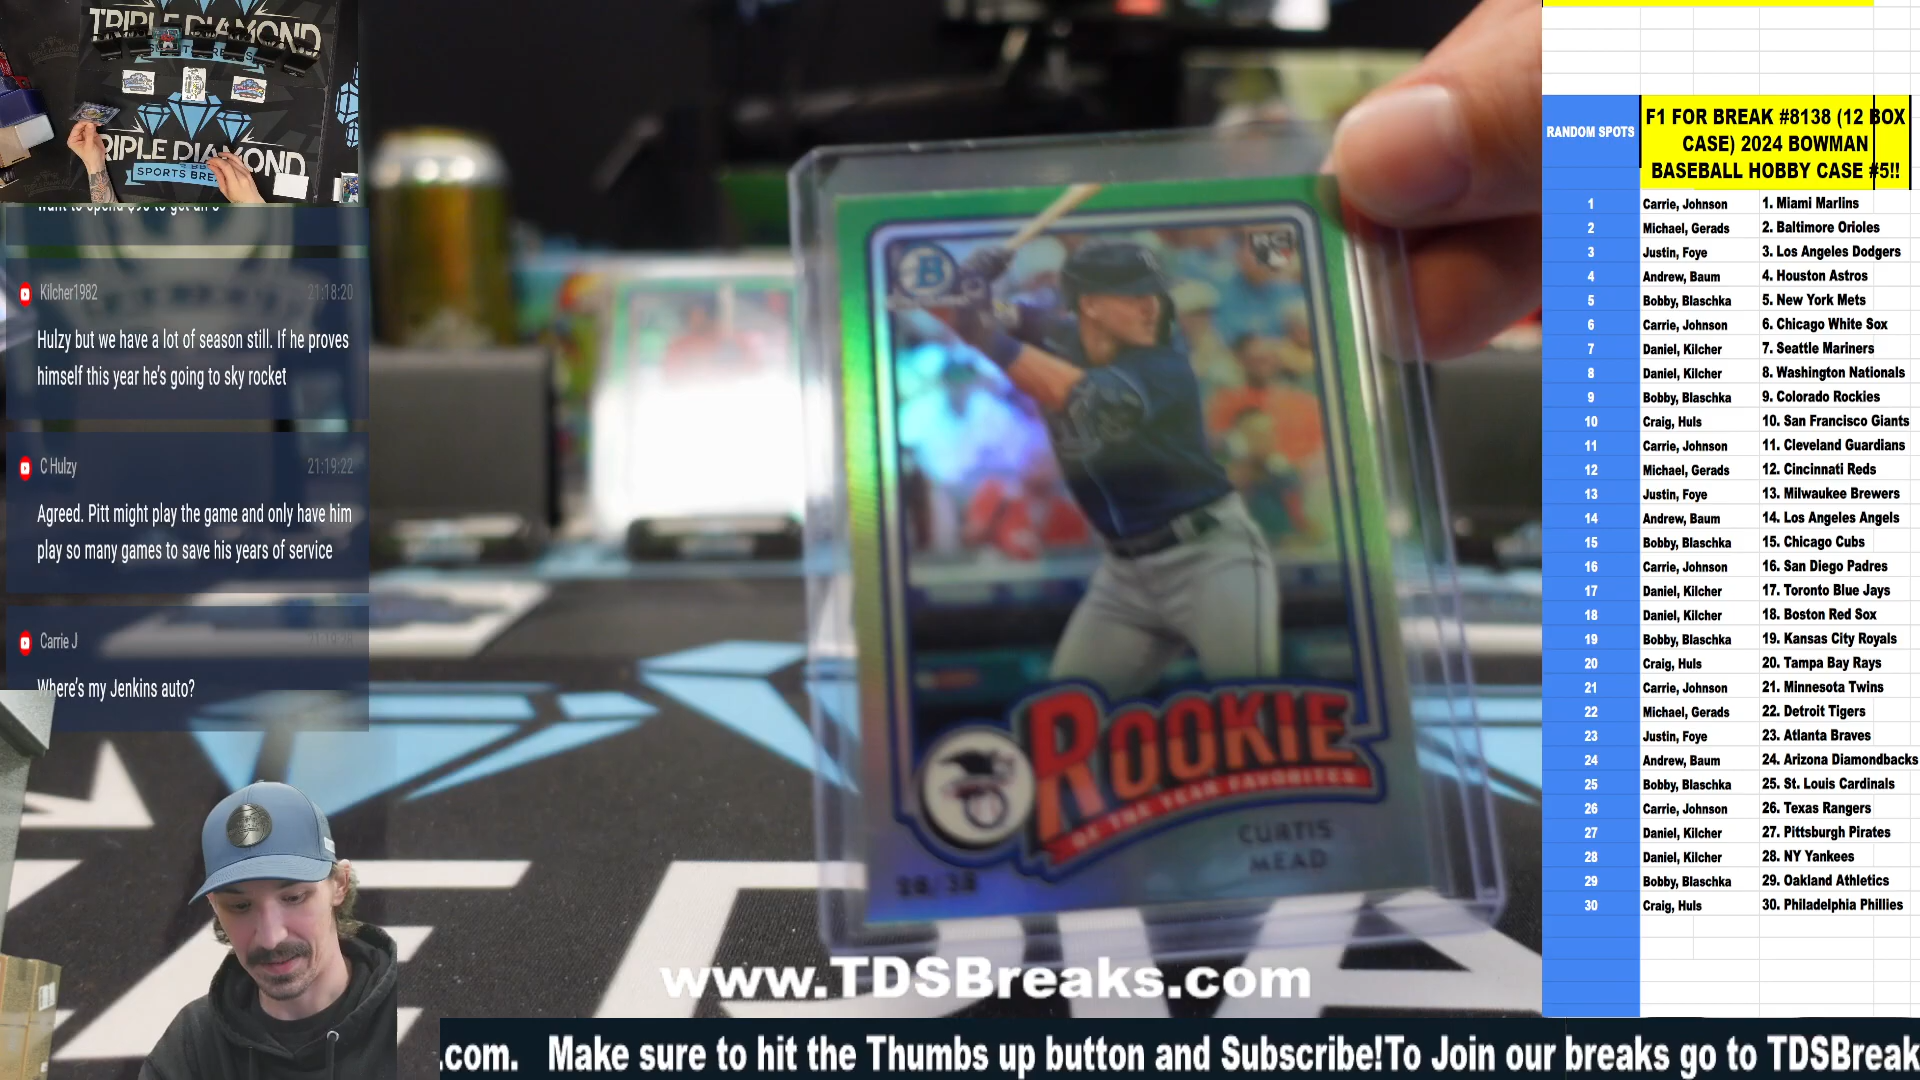 TRIPLE DIAMOND
TRIPLE DIAMOND
SPORTS BREAKS
want to spend $90 to get an 8
Kilcher1982 21:18:20
Hulzy but we have a lot of season still. If he proves
himself this year he's going to sky rocket
C Hulzy 21:19:22
Agreed. Pitt might play the game and only have him
play so many games to save his years of service
Carrie J
Where's my Jenkins auto?
B
RC
ROOKIE
OF THE YEAR FAVORITES
CURTIS
MEAD
www.TDSBreaks.com
.com. Make sure to hit the Thumbs up button and Subscribe!To Join our breaks go to TDSBreak
RANDOM SPOTS
F1 FOR BREAK #8138 (12 BOX
CASE) 2024 BOWMAN
BASEBALL HOBBY CASE #5!!
1 Carrie, Johnson 1. Miami Marlins
2 Michael, Gerads 2. Baltimore Orioles
3 Justin, Foye 3. Los Angeles Dodgers
4 Andrew, Baum 4. Houston Astros
5 Bobby, Blaschka 5. New York Mets
6 Carrie, Johnson 6. Chicago White Sox
7 Daniel, Kilcher 7. Seattle Mariners
8 Daniel, Kilcher 8. Washington Nationals
9 Bobby, Blaschka 9. Colorado Rockies
10 Craig, Huls 10. San Francisco Giants
11 Carrie, Johnson 11. Cleveland Guardians
12 Michael, Gerads 12. Cincinnati Reds
13 Justin, Foye 13. Milwaukee Brewers
14 Andrew, Baum 14. Los Angeles Angels
15 Bobby, Blaschka 15. Chicago Cubs
16 Carrie, Johnson 16. San Diego Padres
17 Daniel, Kilcher 17. Toronto Blue Jays
18 Daniel, Kilcher 18. Boston Red Sox
19 Bobby, Blaschka 19. Kansas City Royals
20 Craig, Huls 20. Tampa Bay Rays
21 Carrie, Johnson 21. Minnesota Twins
22 Michael, Gerads 22. Detroit Tigers
23 Justin, Foye 23. Atlanta Braves
24 Andrew, Baum 24. Arizona Diamondbacks
25 Bobby, Blaschka 25. St. Louis Cardinals
26 Carrie, Johnson 26. Texas Rangers
27 Daniel, Kilcher 27. Pittsburgh Pirates
28 Daniel, Kilcher 28. NY Yankees
29 Bobby, Blaschka 29. Oakland Athletics
30 Craig, Huls 30. Philadelphia Phillies